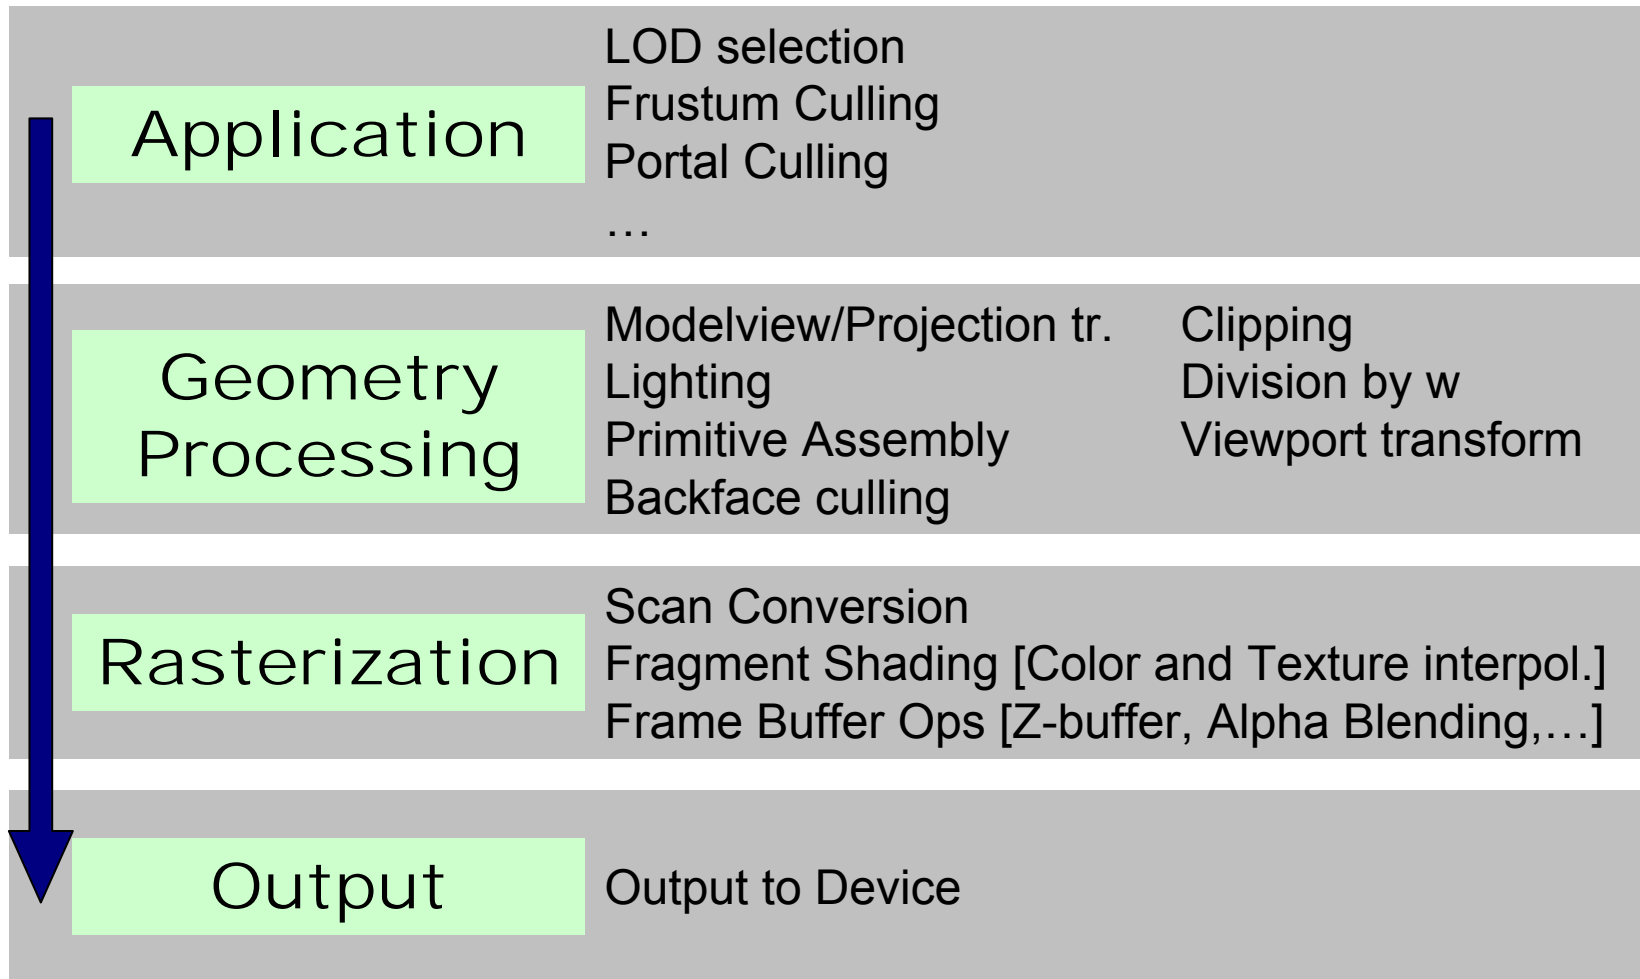 Application
LOD selection
Frustum Culling
Portal Culling
…
Geometry
Processing
Modelview/Projection tr.
Lighting
Primitive Assembly
Backface culling
Clipping
Division by w
Viewport transform
Rasterization
Scan Conversion
Fragment Shading [Color and Texture interpol.]
Frame Buffer Ops [Z-buffer, Alpha Blending,…]
Output
Output to Device